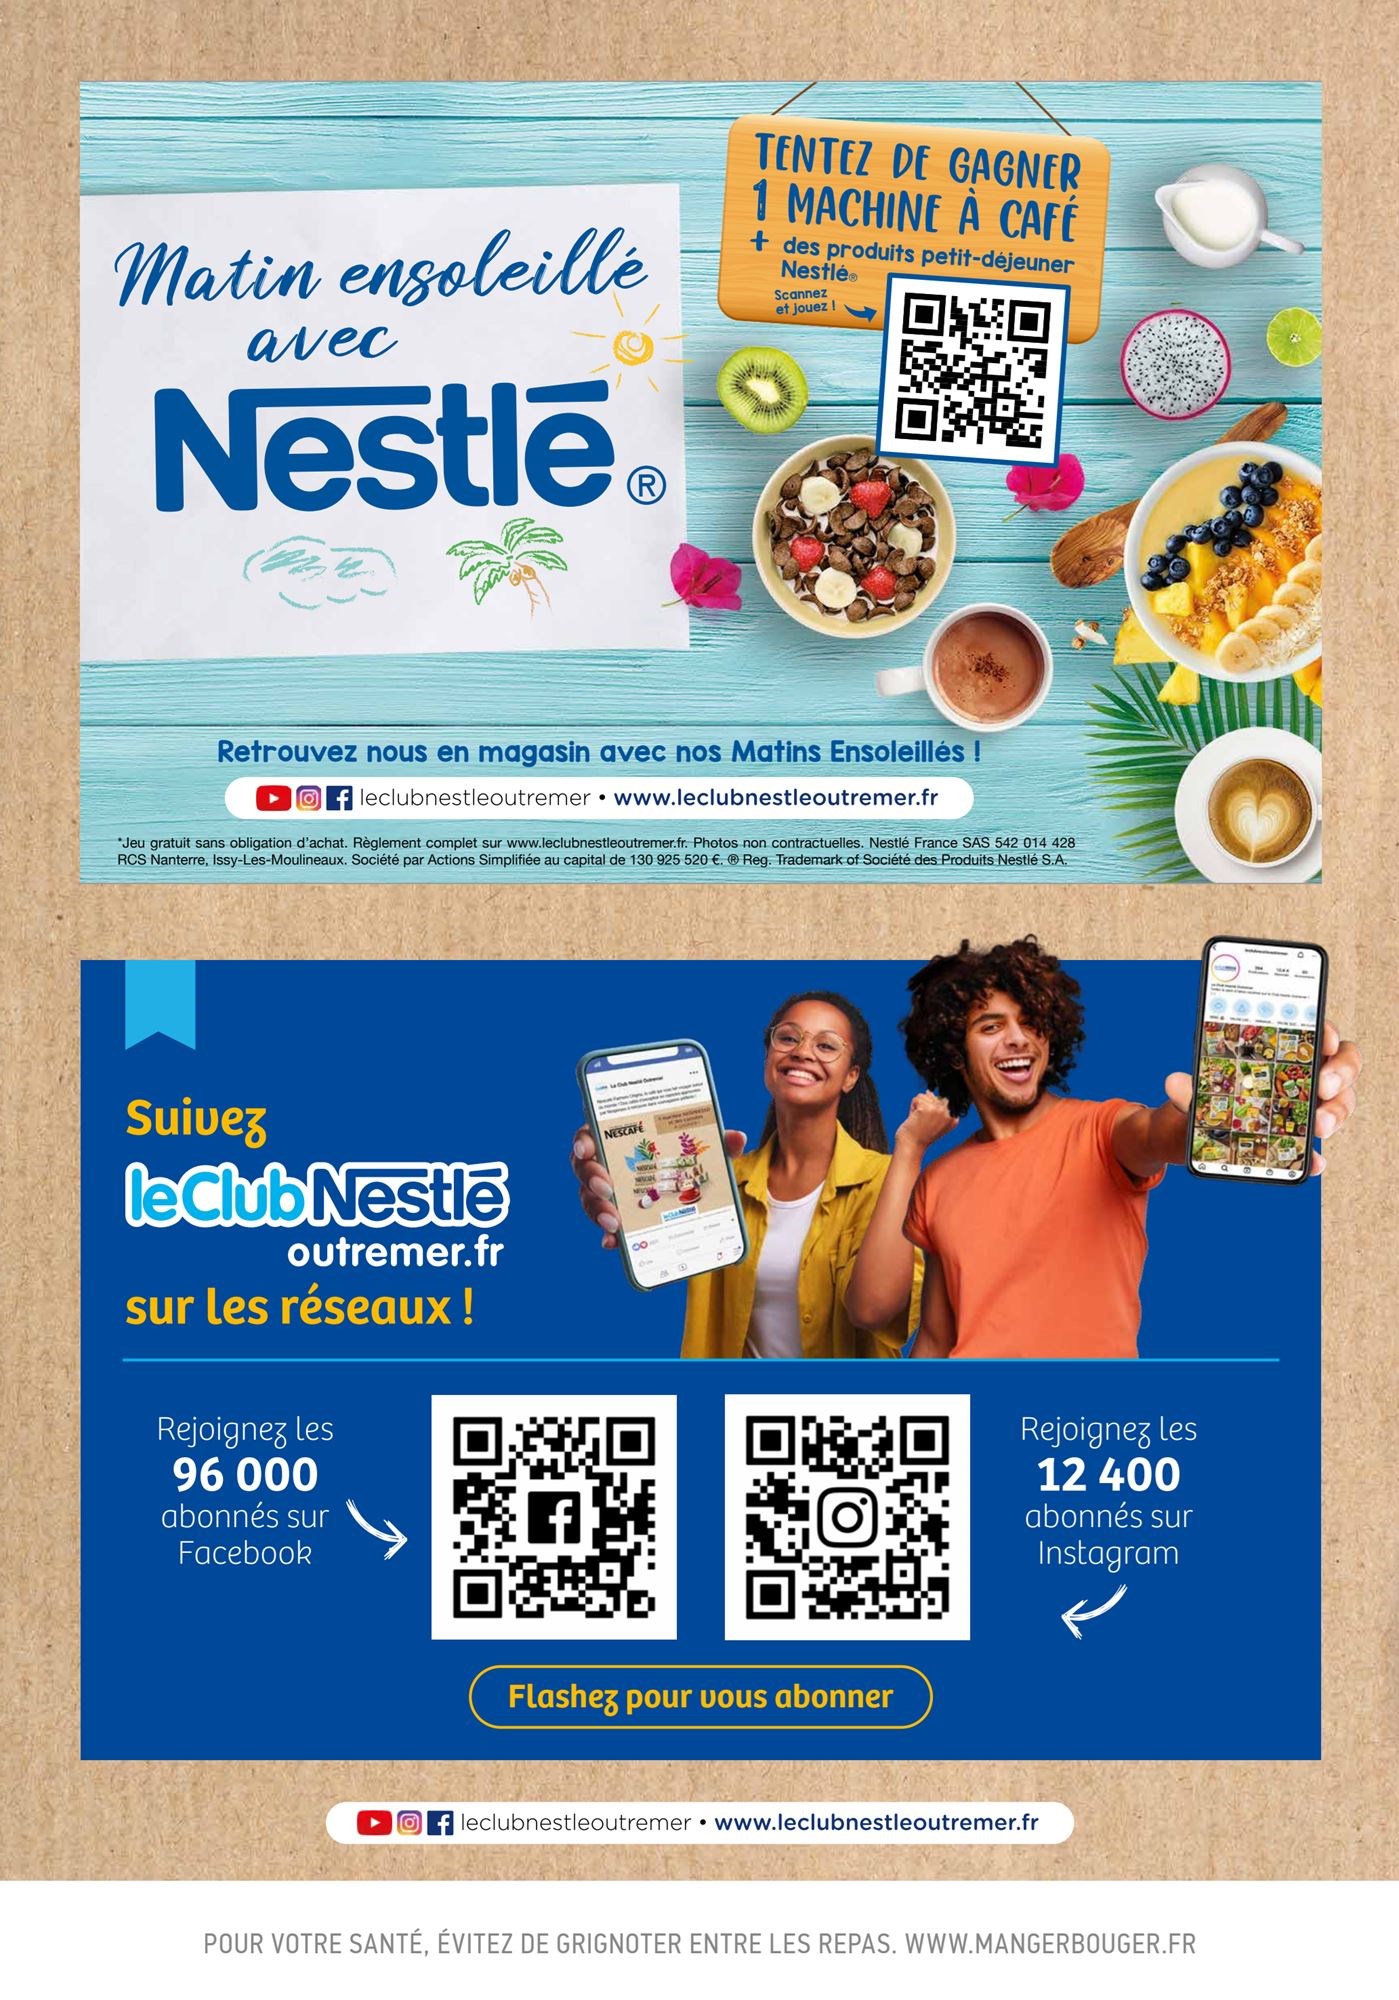 TENTEZ DE GAGNER
1 MACHINE À CAFÉ
+ des produits petit-déjeuner
Nestlé®
Scannez
et jouez !
Matin ensoleillé
avec
Nestlé®
Retrouvez nous en magasin avec nos Matins Ensoleillés !
leclubnestleoutremer • www.leclubnestleoutremer.fr
*Jeu gratuit sans obligation d'achat. Règlement complet sur www.leclubnestleoutremer.fr. Photos non contractuelles. Nestlé France SAS 542 014 428
RCS Nanterre, Issy-Les-Moulineaux. Société par Actions Simplifiée au capital de 130 925 520 €. ® Reg. Trademark of Société des Produits Nestlé S.A.
Le Club Nestlé Outremer
NESCAFÉ
Suivez
leClubNestlé
outremer.fr
sur les réseaux !
Rejoignez les
96 000
abonnés sur
Facebook
Rejoignez les
12 400
abonnés sur
Instagram
Flashez pour vous abonner
leclubnestleoutremer • www.leclubnestleoutremer.fr
POUR VOTRE SANTÉ, ÉVITEZ DE GRIGNOTER ENTRE LES REPAS. WWW.MANGERBOUGER.FR